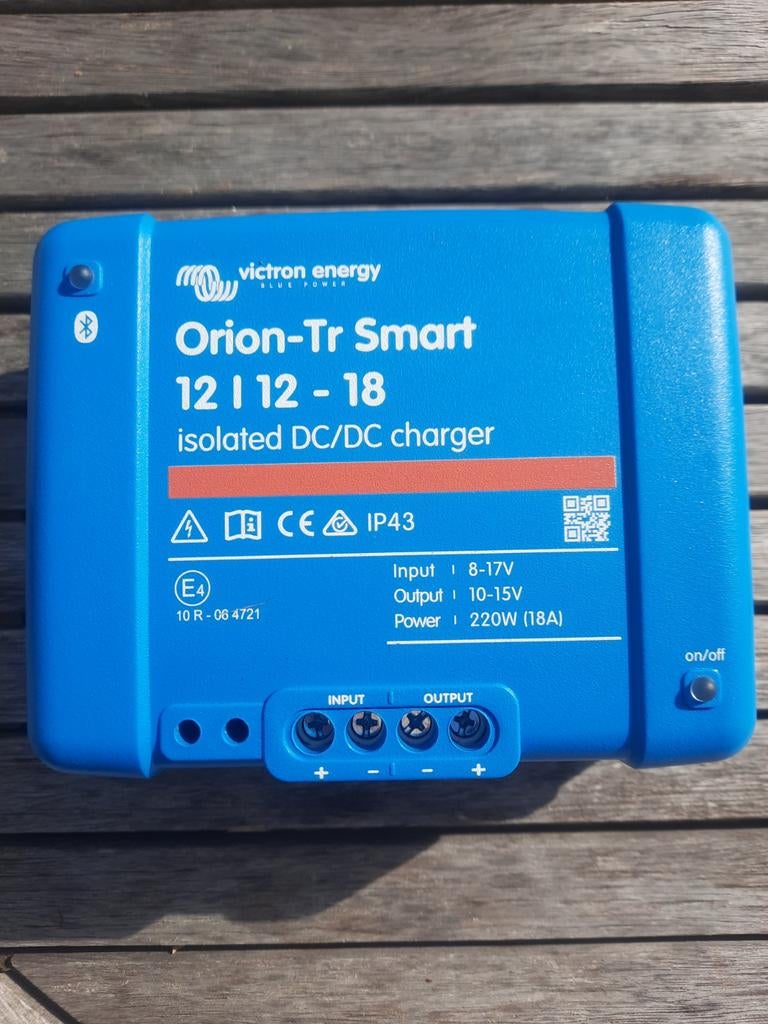 victron energy
BLUE POWER
Orion-Tr Smart
12 | 12 - 18
isolated DC/DC charger
CE IP43
E4
10 R - 06 4721
Input | 8-17V
Output | 10-15V
Power | 220W (18A)
on/off
INPUT | OUTPUT
+ - | - +